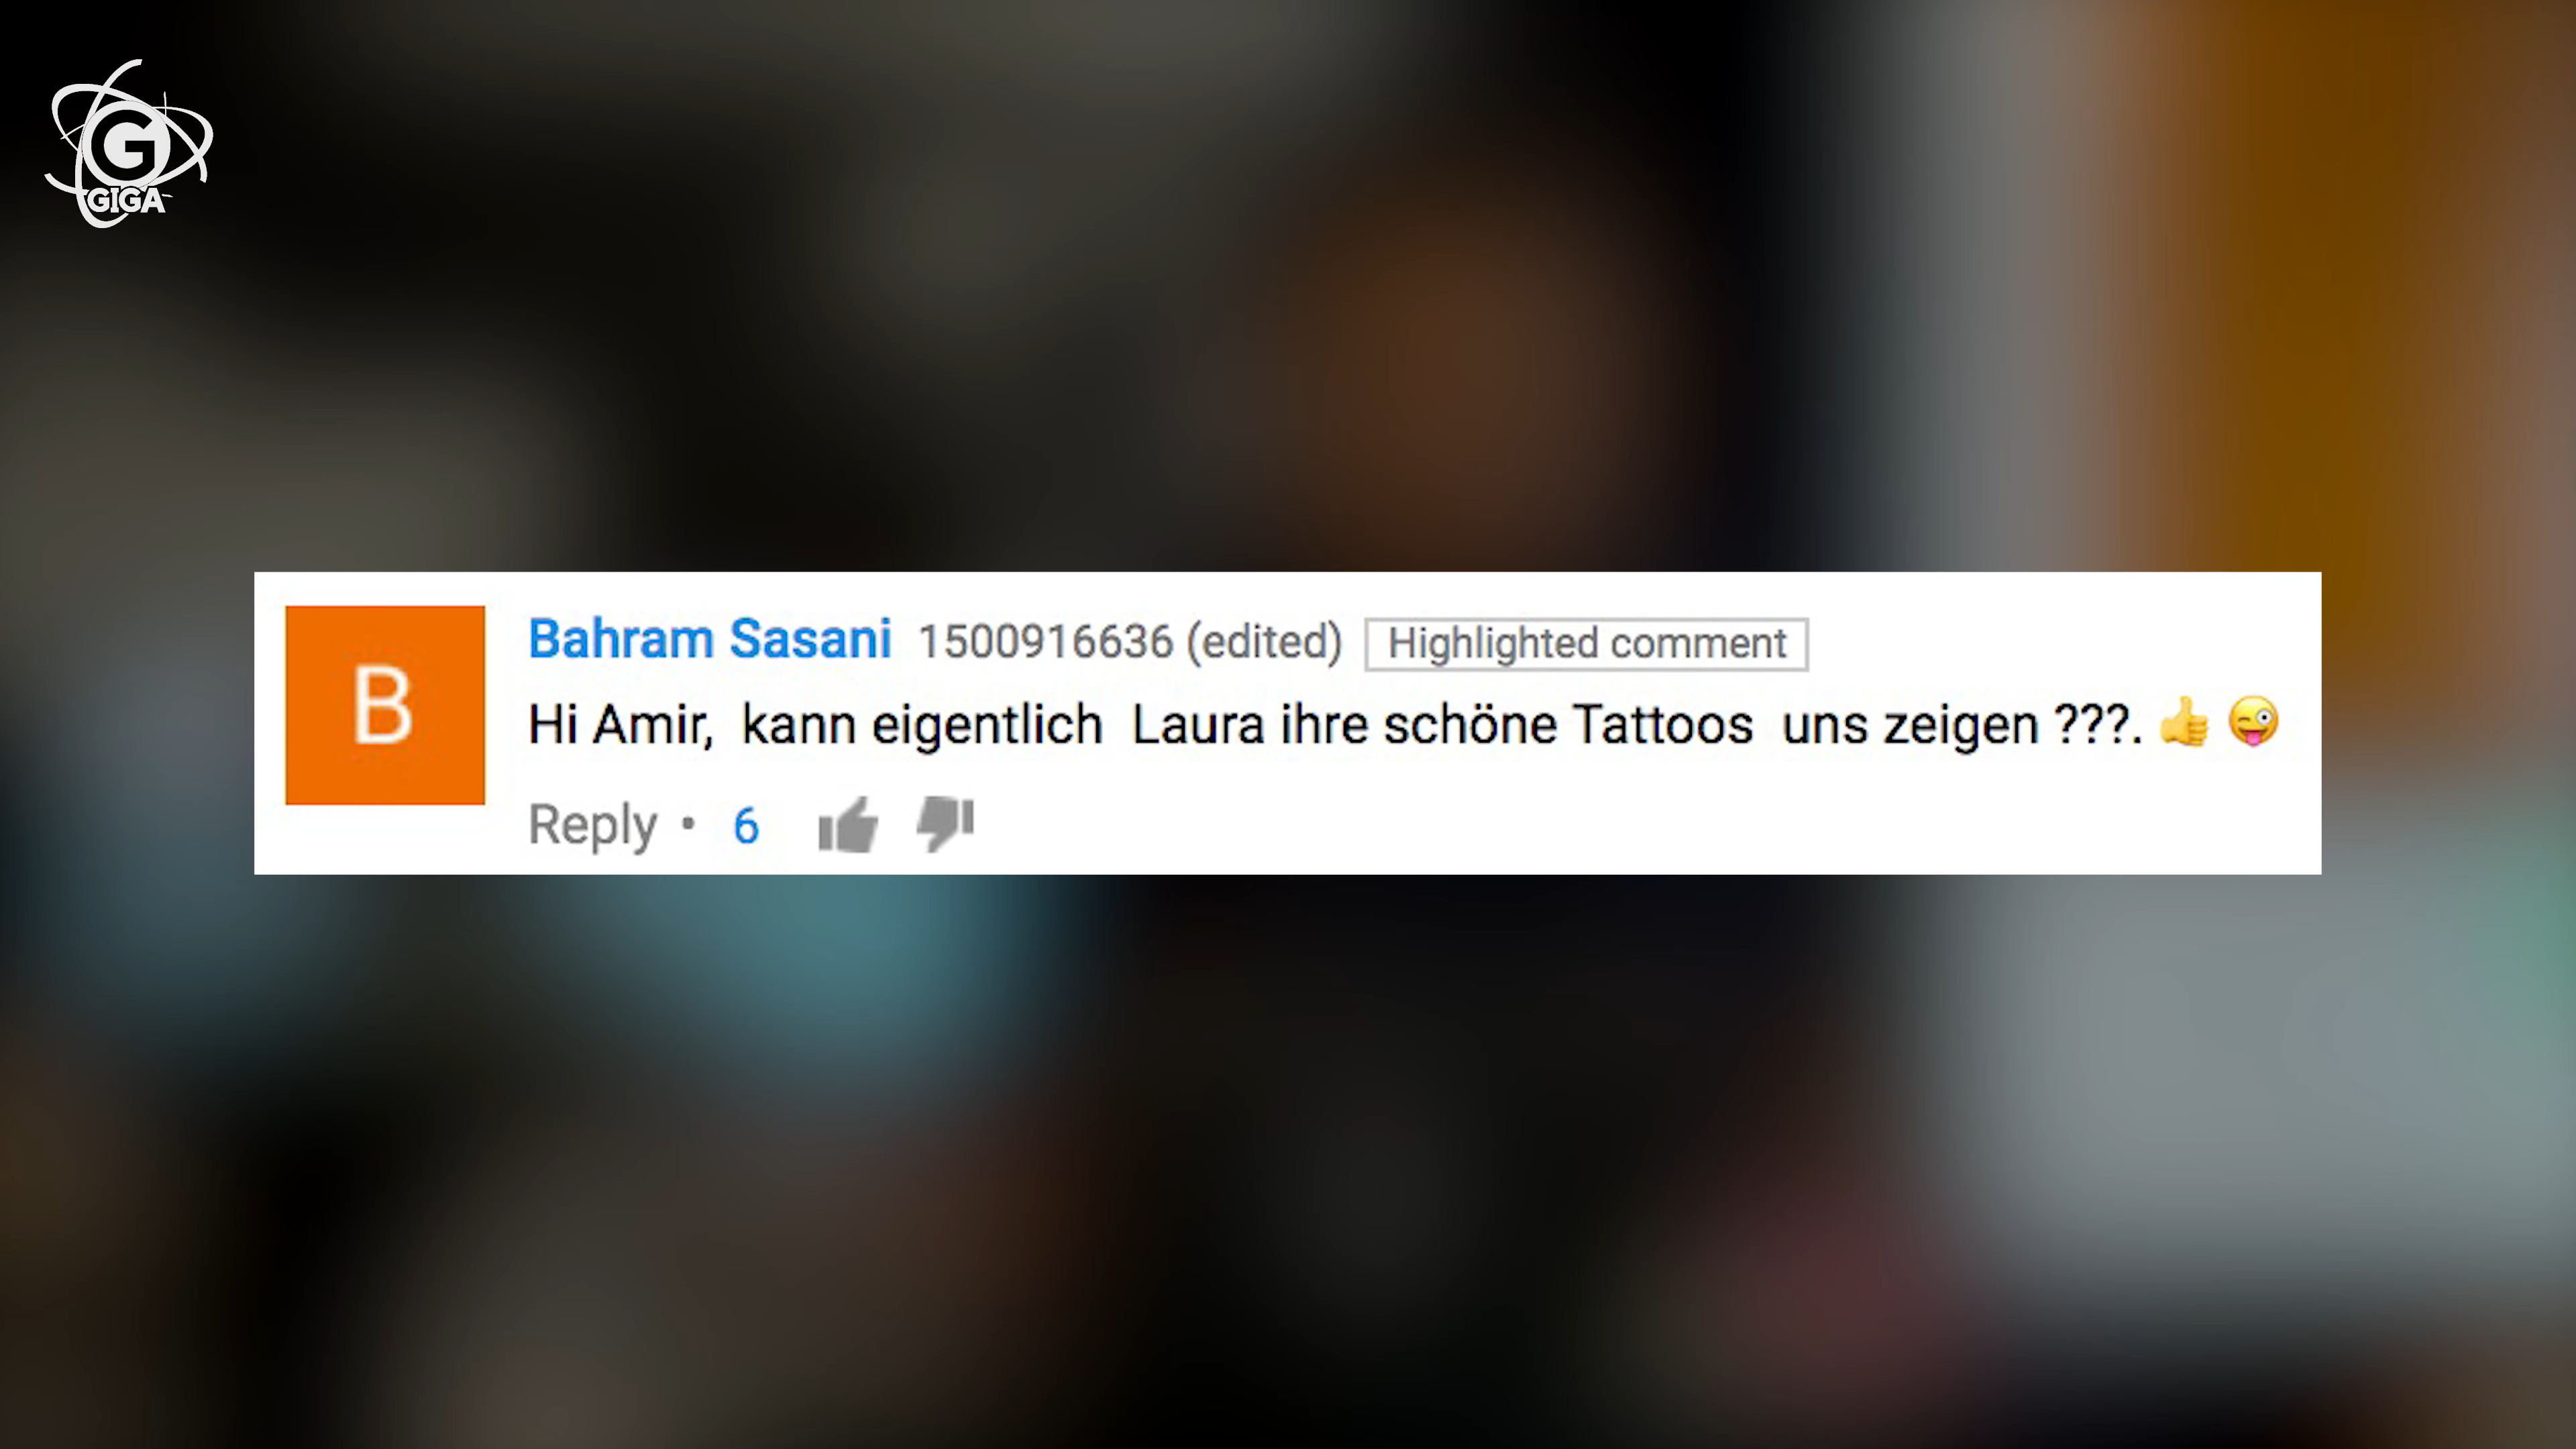 G
GIGA
B
Bahram Sasani 1500916636 (edited) Highlighted comment
Hi Amir,  kann eigentlich  Laura ihre schöne Tattoos  uns zeigen ???. 👍 😜
Reply • 6